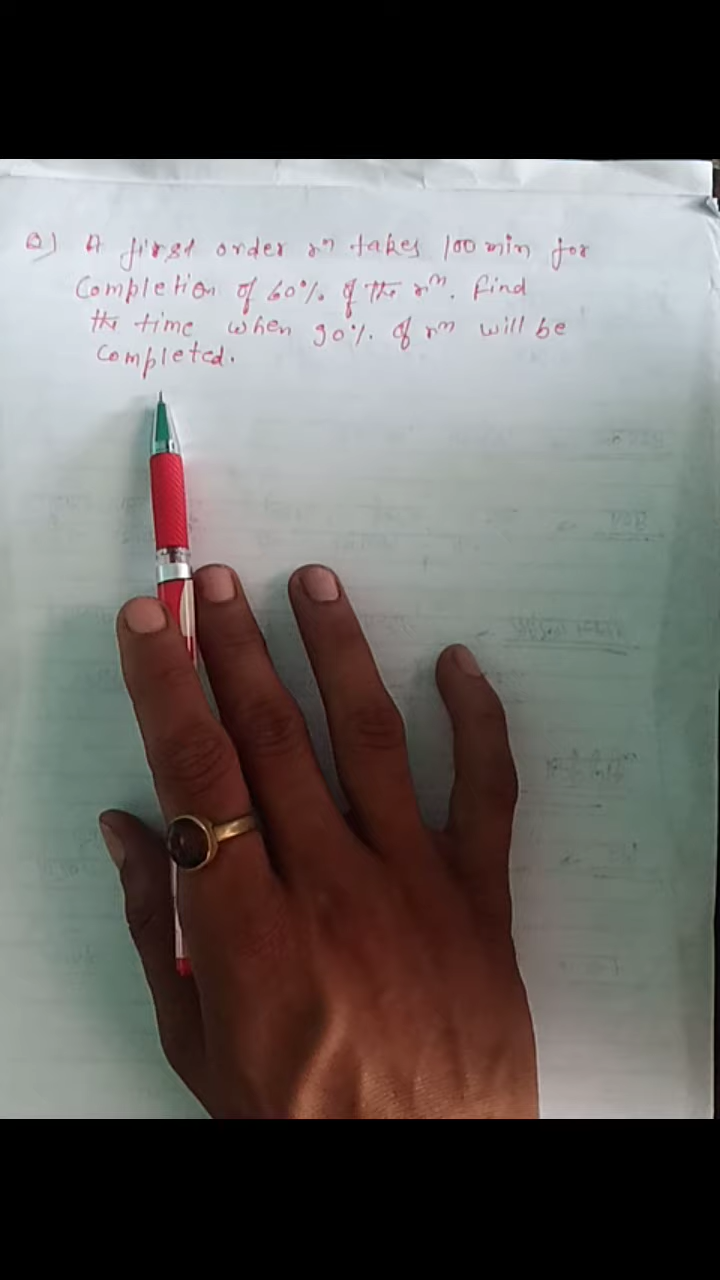 Q) A first order rⁿ takes 100 min for
Completion of 60% of the rⁿ. Find
the time when 90% of rⁿ will be
Completed.